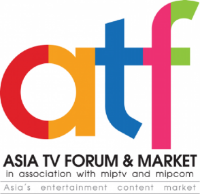 atf
ASIA TV FORUM & MARKET
in association with miptv and mipcom
Asia's entertainment content market